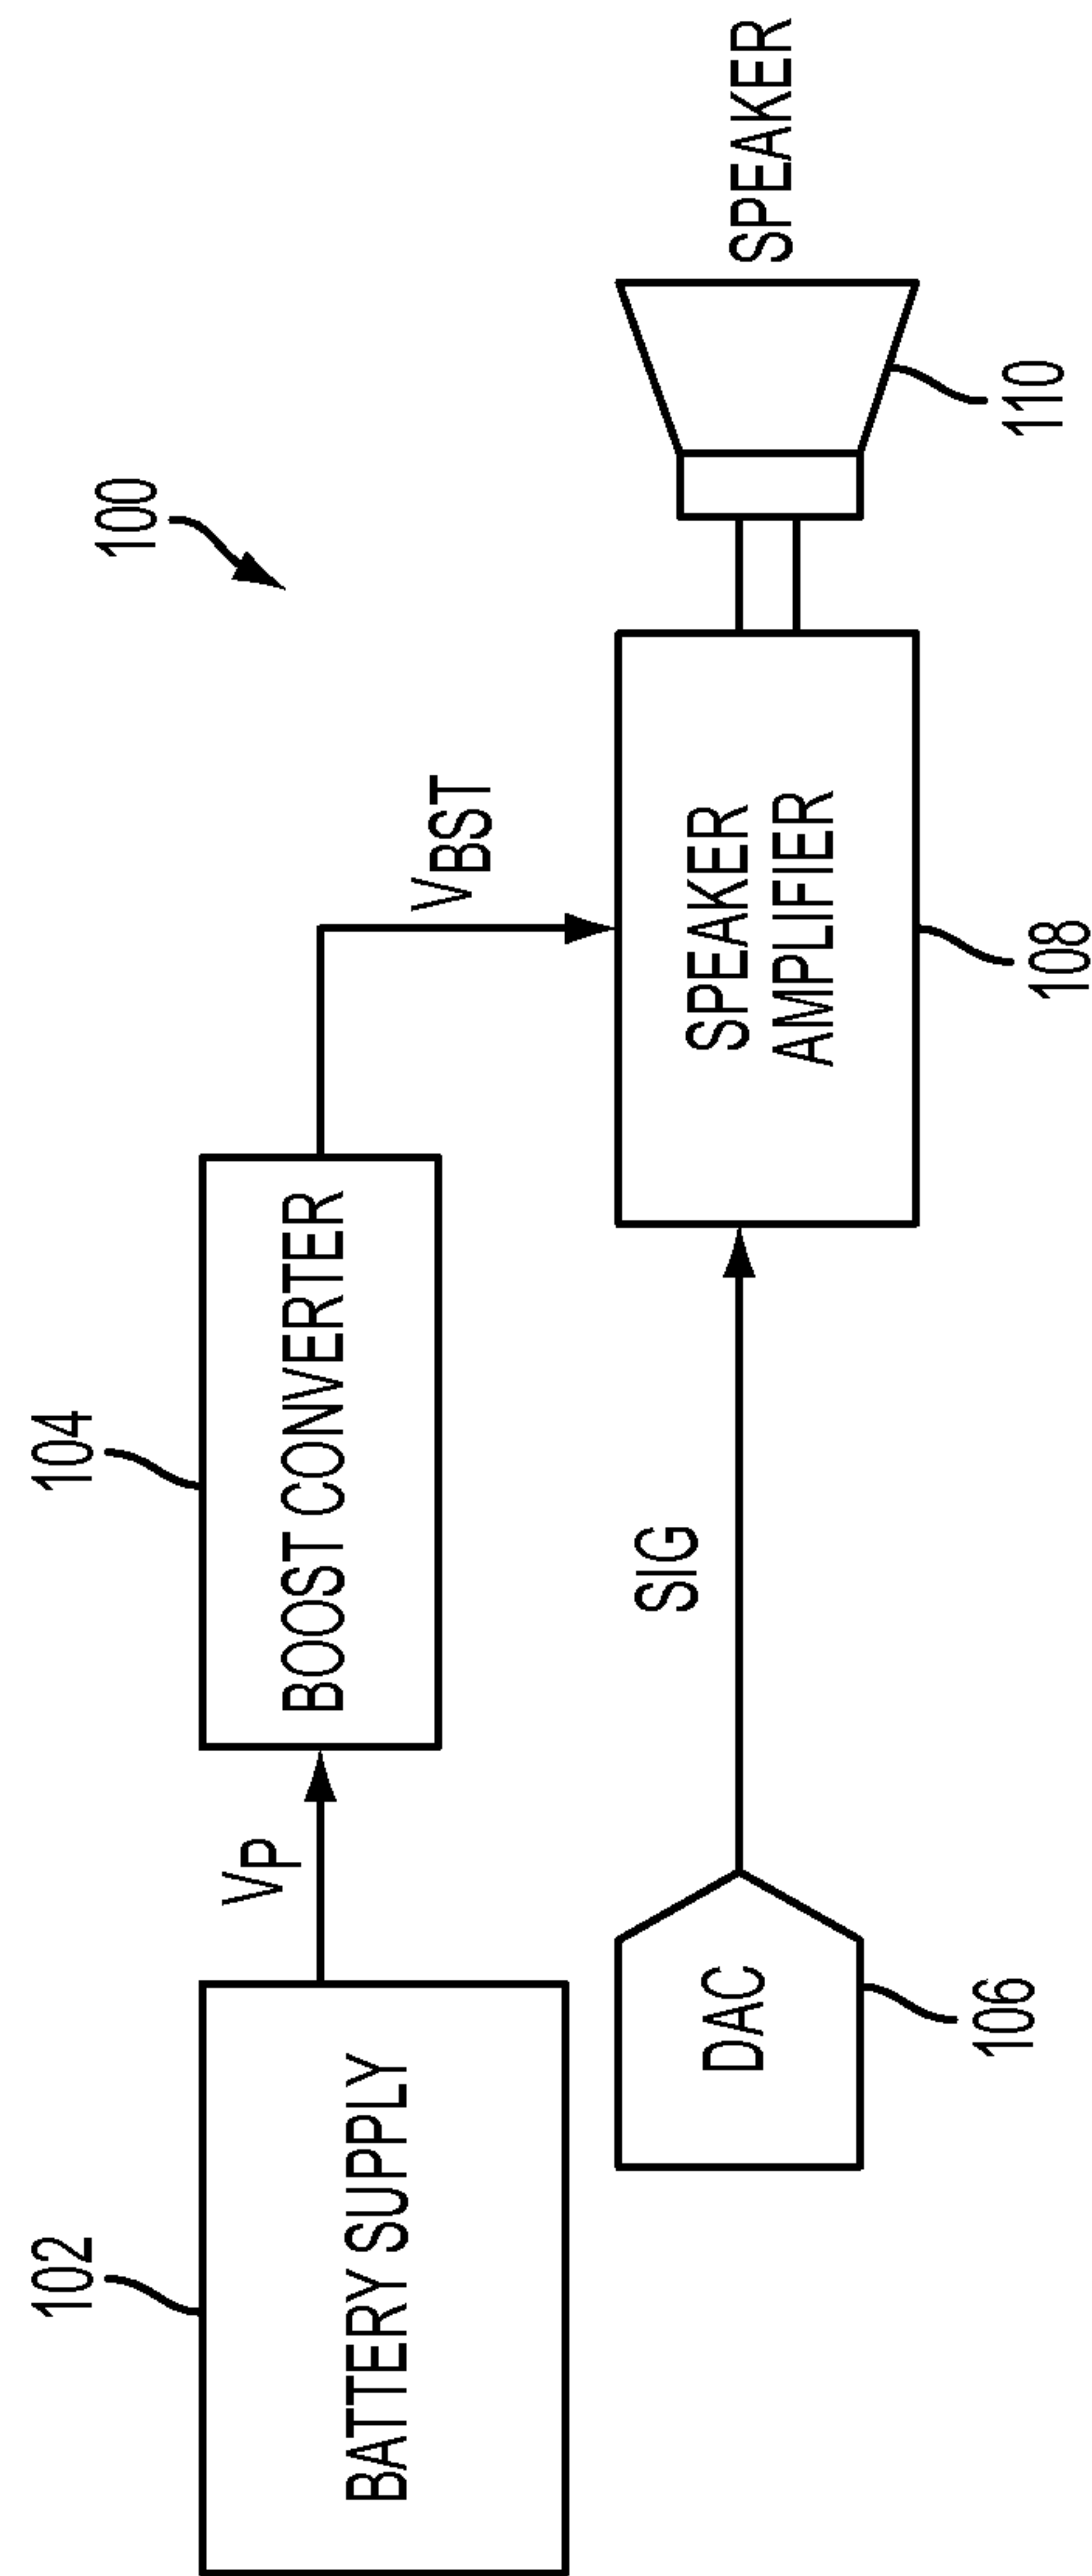 100
102
104
BATTERY SUPPLY
VP
BOOST CONVERTER
VBST
DAC
SIG
SPEAKER
AMPLIFIER
SPEAKER
106
108
110